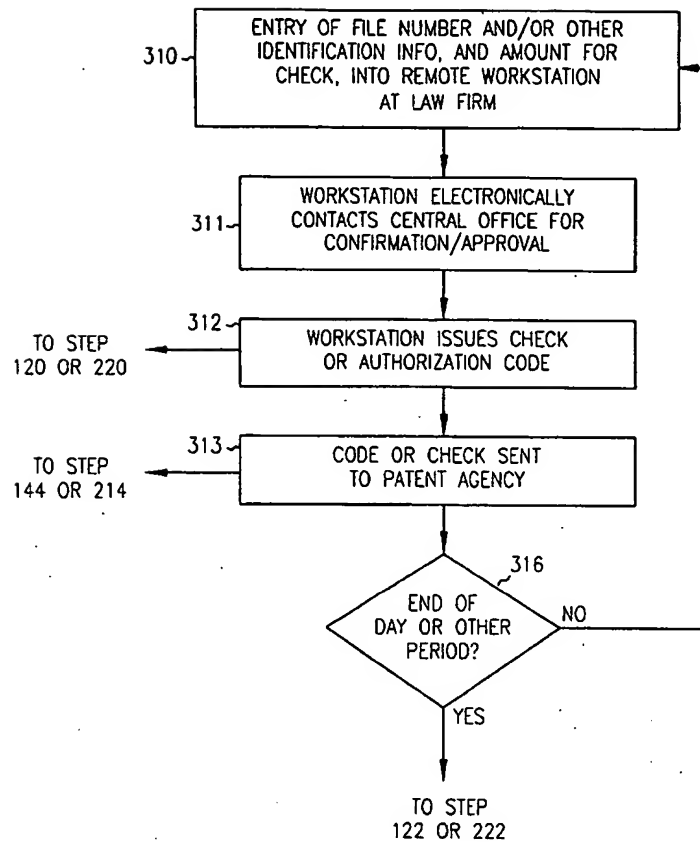 310
ENTRY OF FILE NUMBER AND/OR OTHER
IDENTIFICATION INFO, AND AMOUNT FOR
CHECK, INTO REMOTE WORKSTATION
AT LAW FIRM
311
WORKSTATION ELECTRONICALLY
CONTACTS CENTRAL OFFICE FOR
CONFIRMATION/APPROVAL
312
WORKSTATION ISSUES CHECK
OR AUTHORIZATION CODE
TO STEP
120 OR 220
313
CODE OR CHECK SENT
TO PATENT AGENCY
TO STEP
144 OR 214
316
END OF
DAY OR OTHER
PERIOD?
NO
YES
TO STEP
122 OR 222